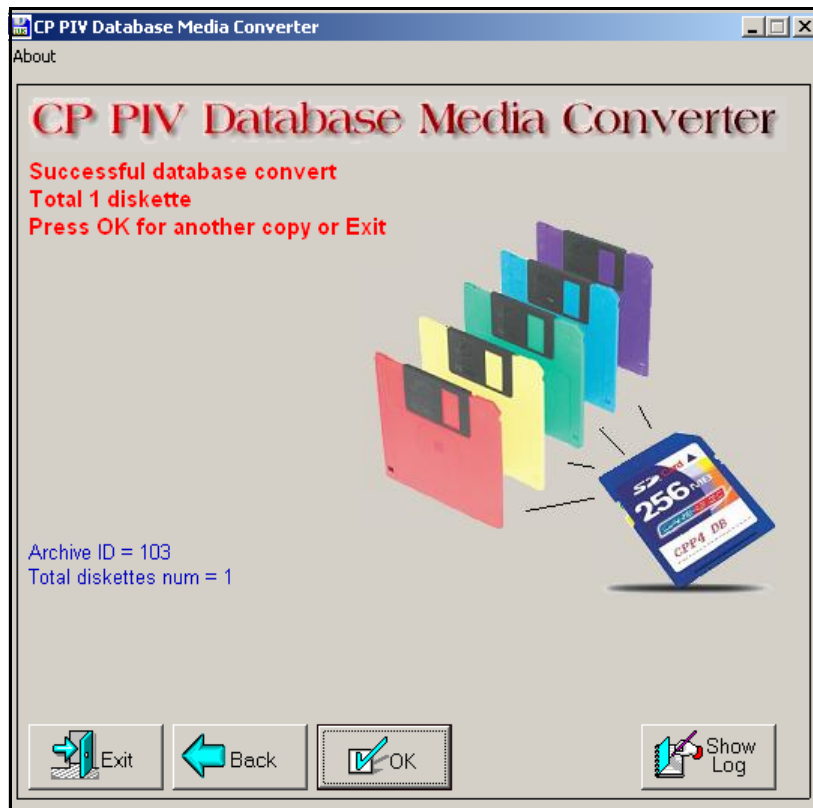 CP PIV Database Media Converter
About
CP PIV Database Media Converter
Successful database convert
Total 1 diskette
Press OK for another copy or Exit
SD Card
256 MB
CPP4 DB
Archive ID = 103
Total diskettes num = 1
Exit
Back
OK
Show
Log